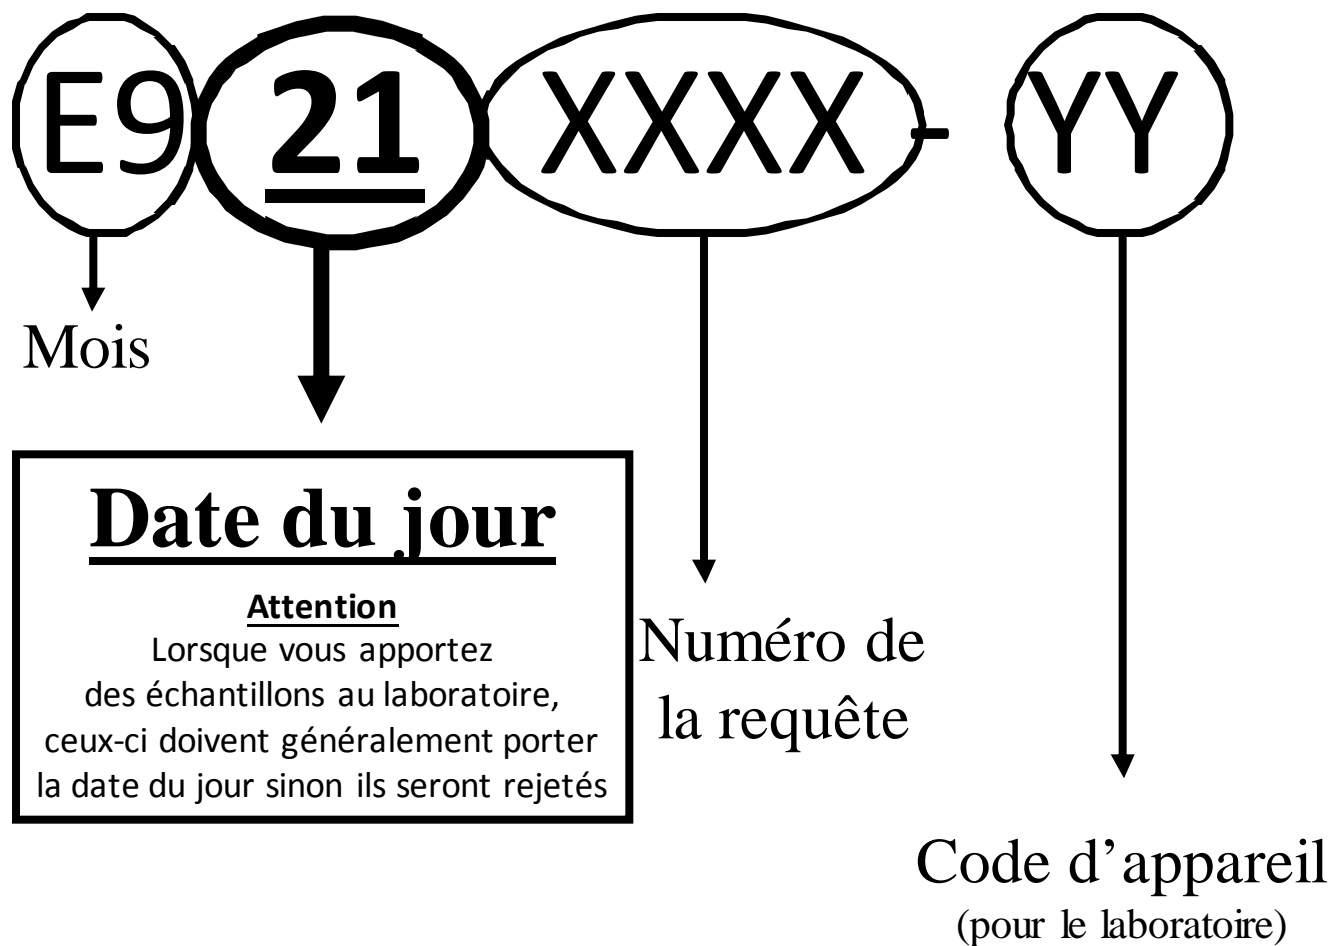 E9 21 XXXX - YY
Mois
Date du jour
Attention
Lorsque vous apportez
des échantillons au laboratoire,
ceux-ci doivent généralement porter
la date du jour sinon ils seront rejetés
Numéro de
la requête
Code d’appareil
(pour le laboratoire)